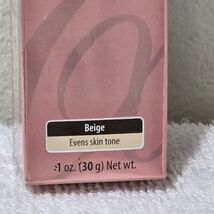 Beige
Evens skin tone
.1 oz. (30 g) Net wt.